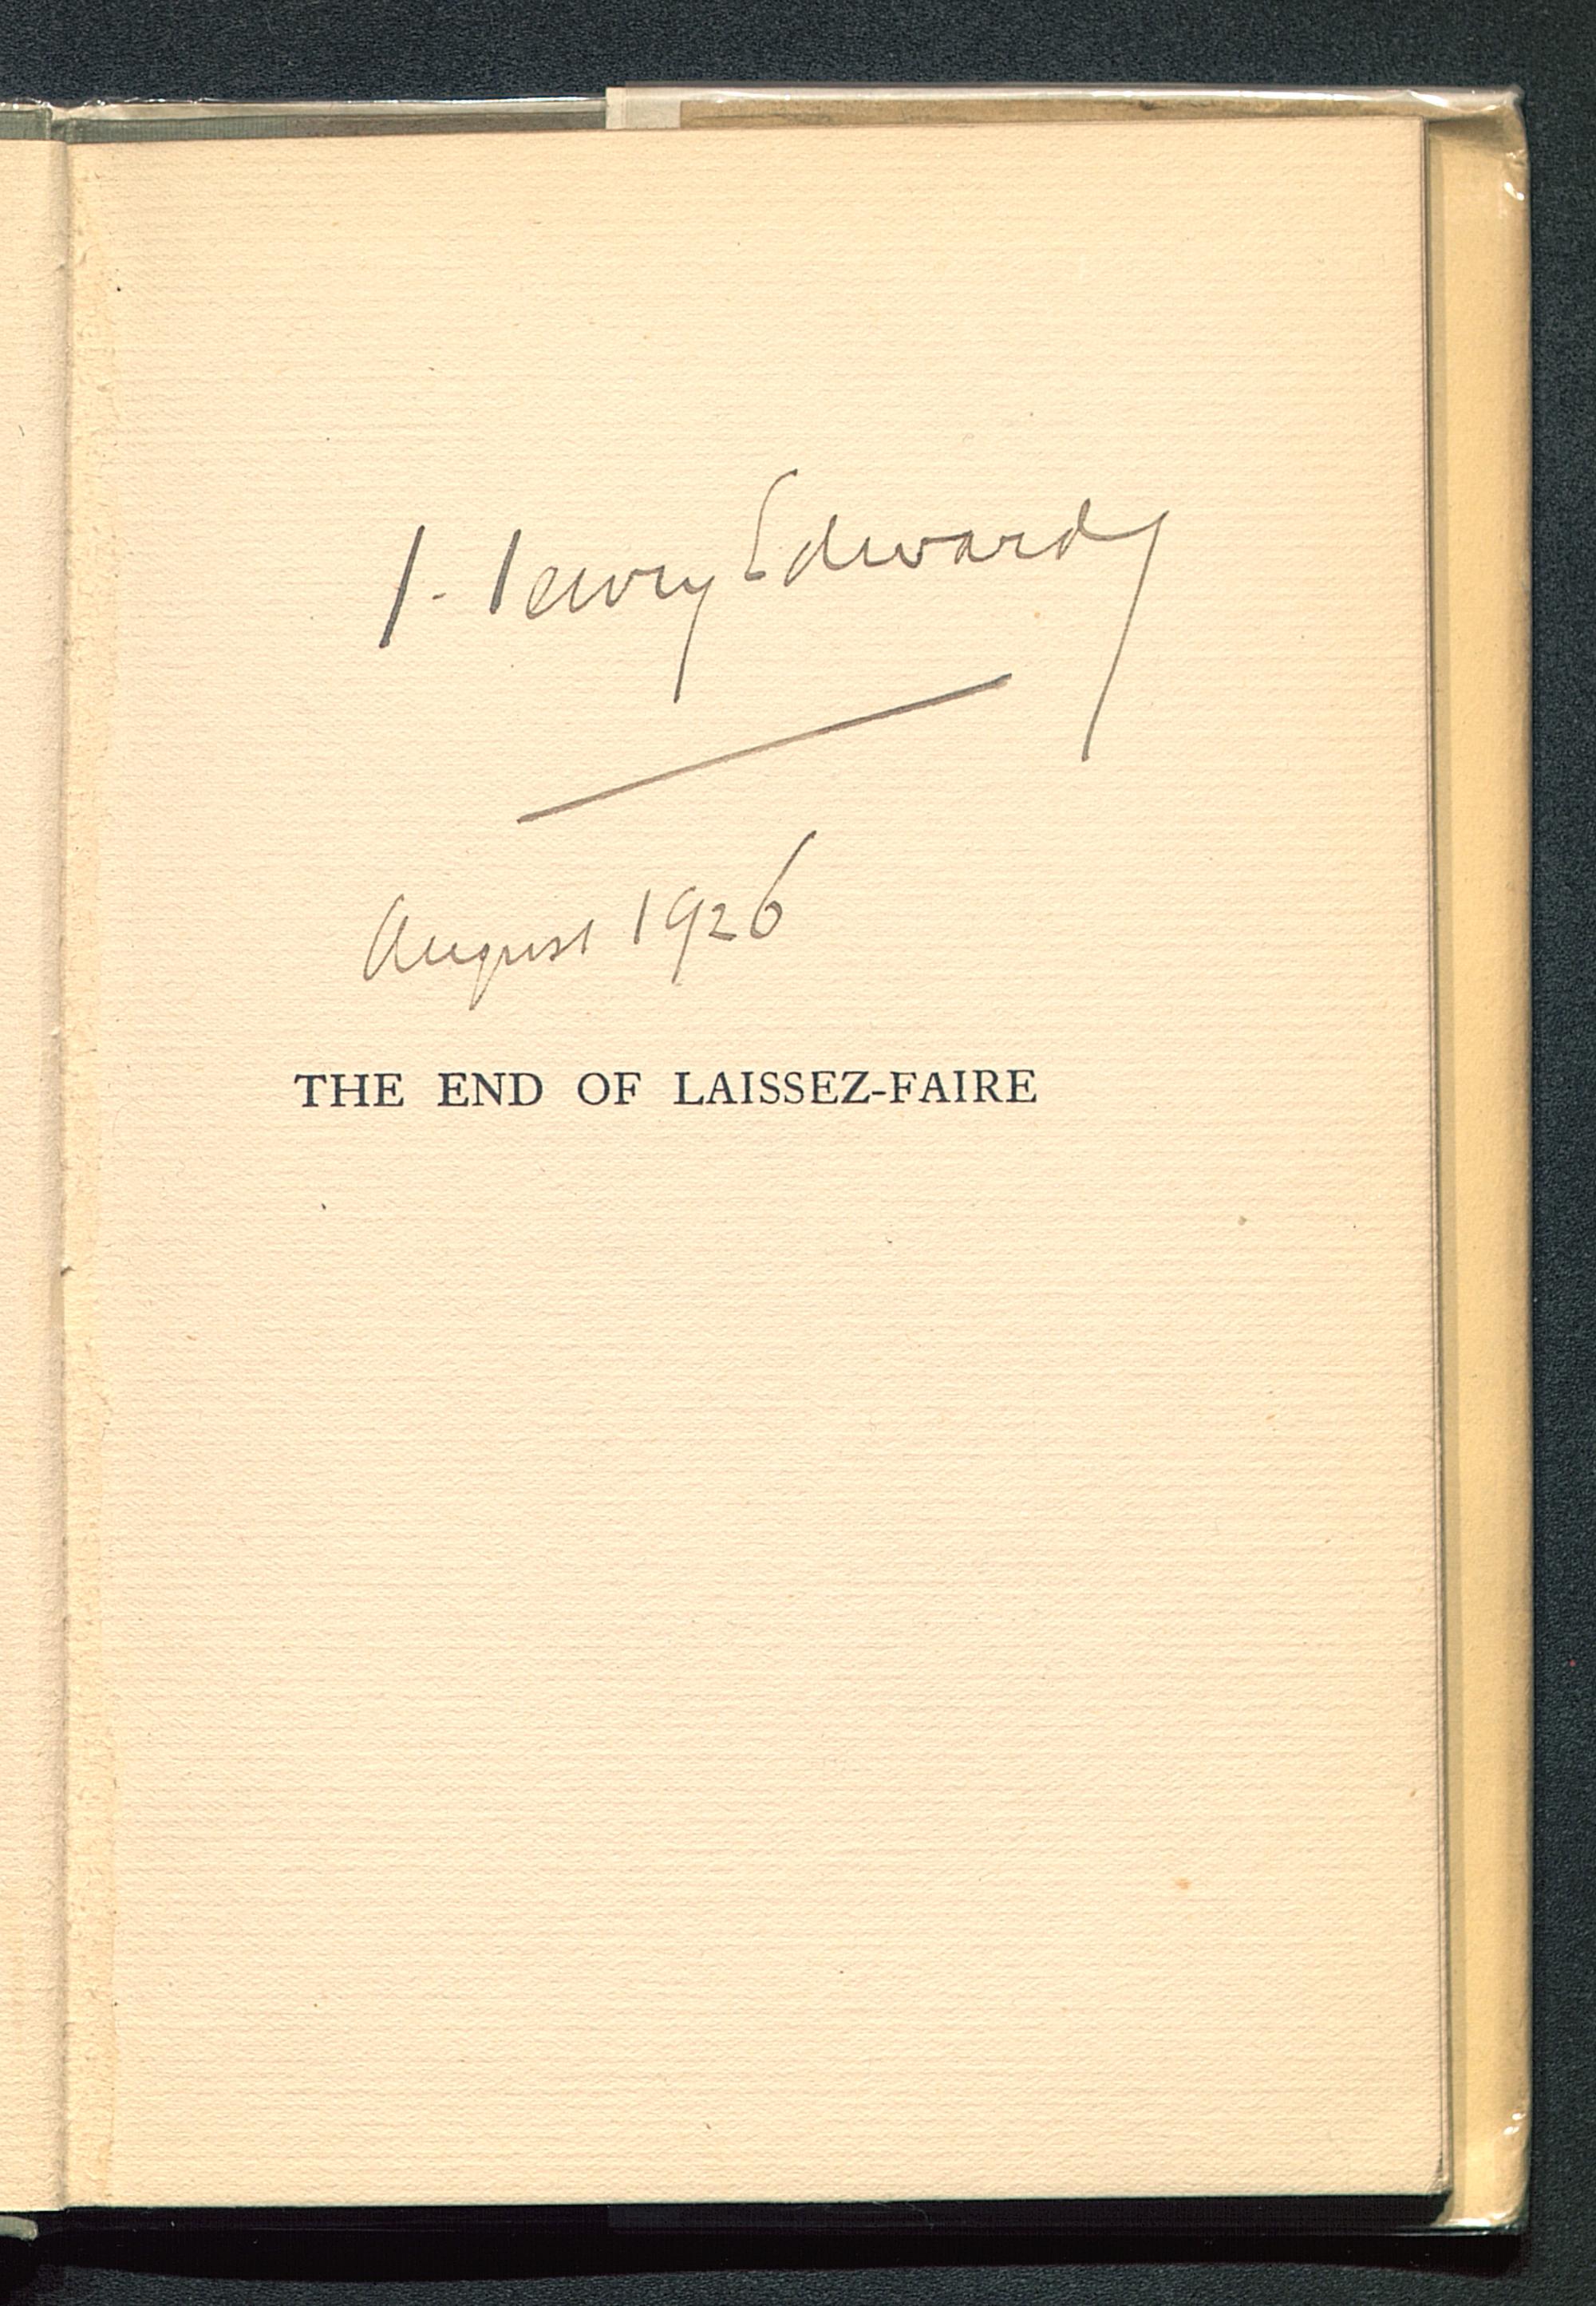 Henry Edwards
August 1926
THE END OF LAISSEZ-FAIRE